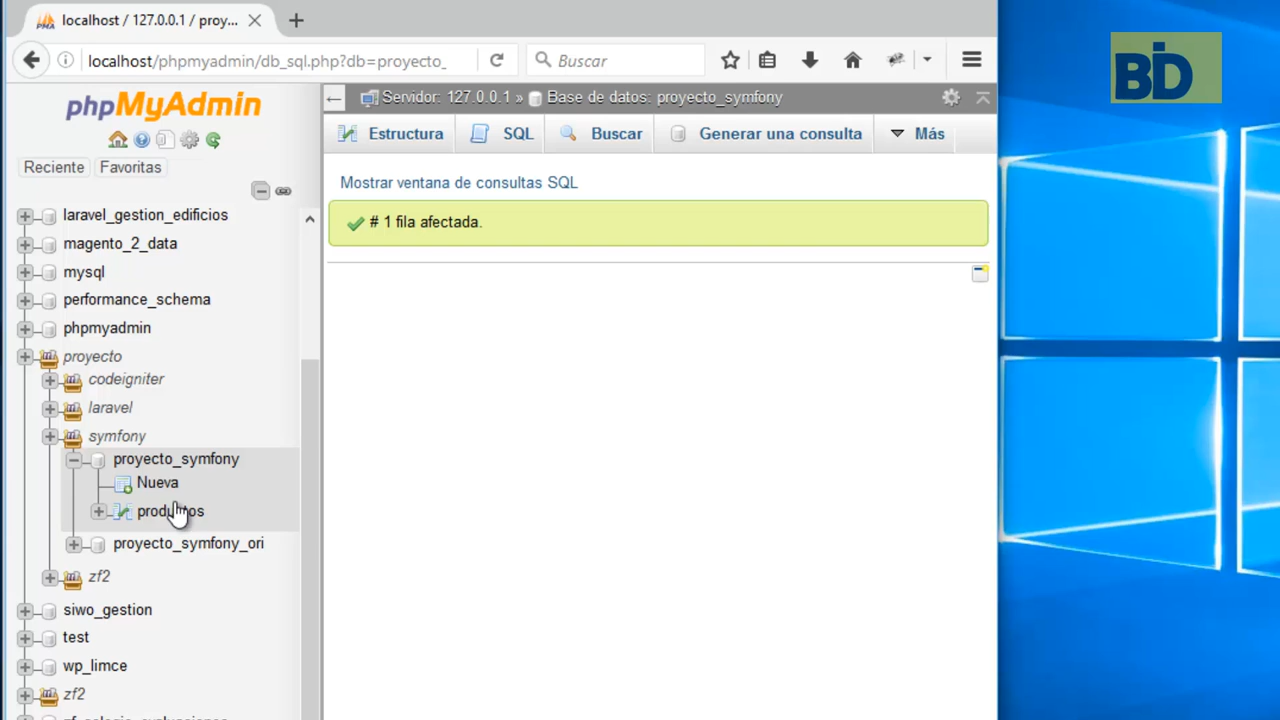 localhost / 127.0.0.1 / proy...
localhost/phpmyadmin/db_sql.php?db=proyecto_
Buscar
BID
phpMyAdmin
Servidor: 127.0.0.1 » Base de datos: proyecto_symfony
Estructura
SQL
Buscar
Generar una consulta
Más
Reciente
Favoritas
Mostrar ventana de consultas SQL
# 1 fila afectada.
laravel_gestion_edificios
magento_2_data
mysql
performance_schema
phpmyadmin
proyecto
codeigniter
laravel
symfony
proyecto_symfony
Nueva
productos
proyecto_symfony_ori
zf2
siwo_gestion
test
wp_limce
zf2